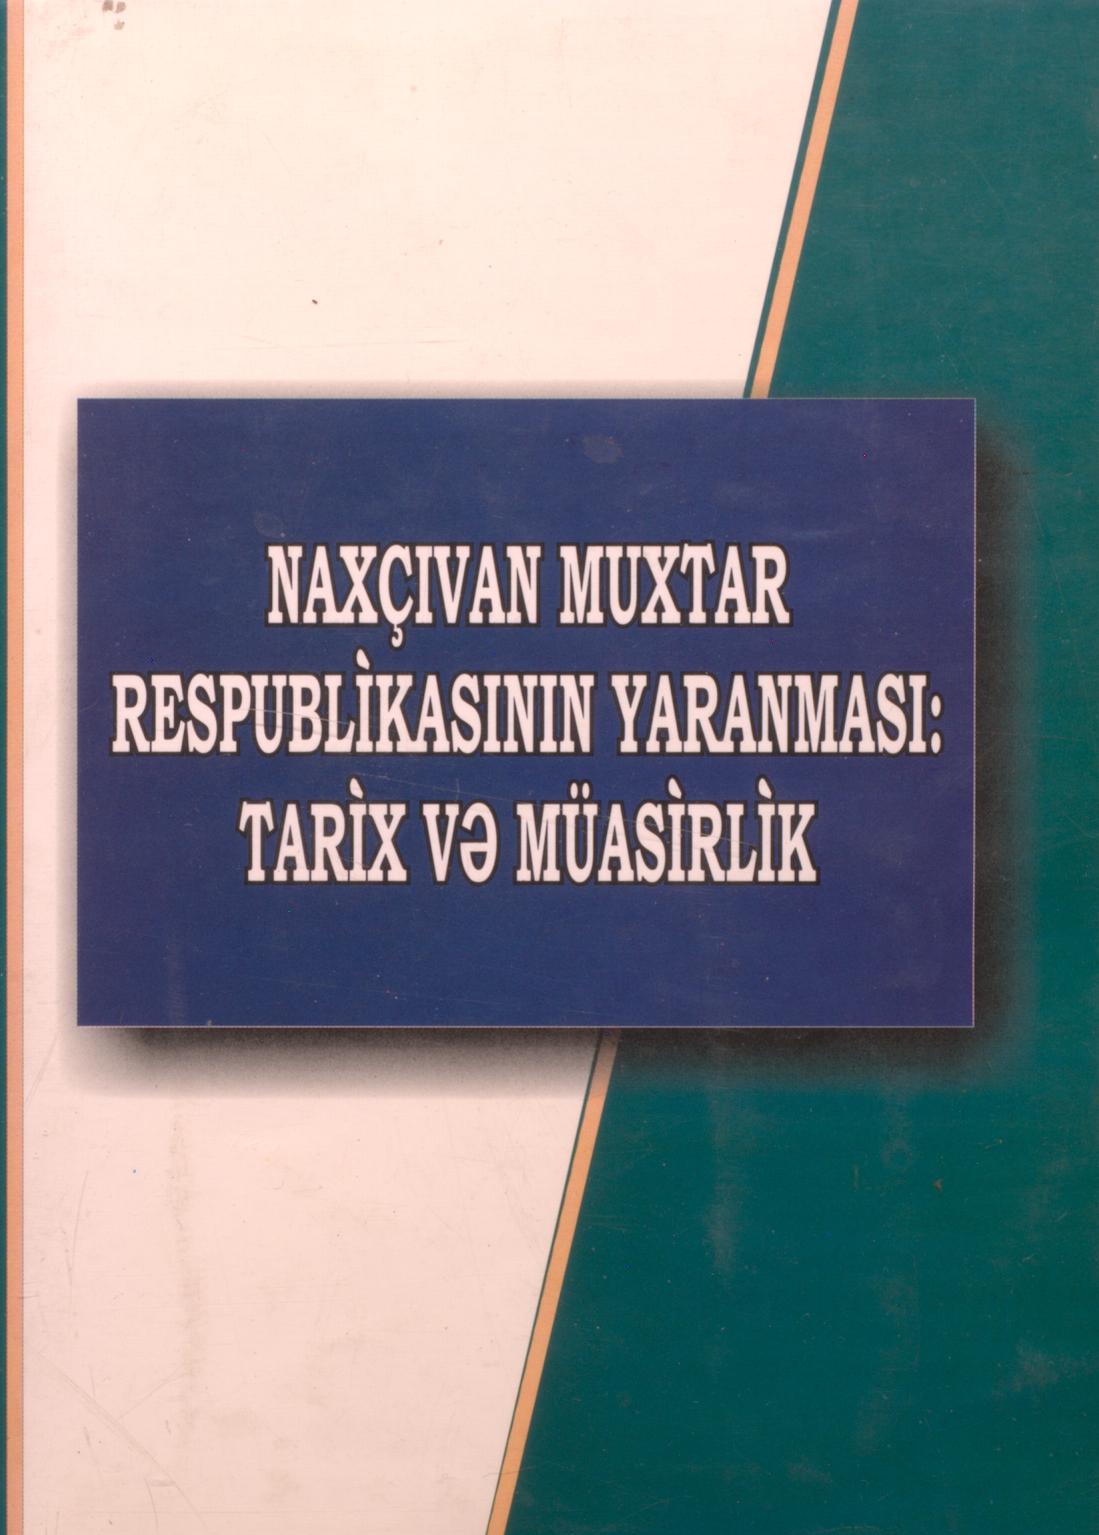 NAXÇIVAN MUXTAR
RESPUBLİKASININ YARANMASI:
TARİX VƏ MÜASİRLİK